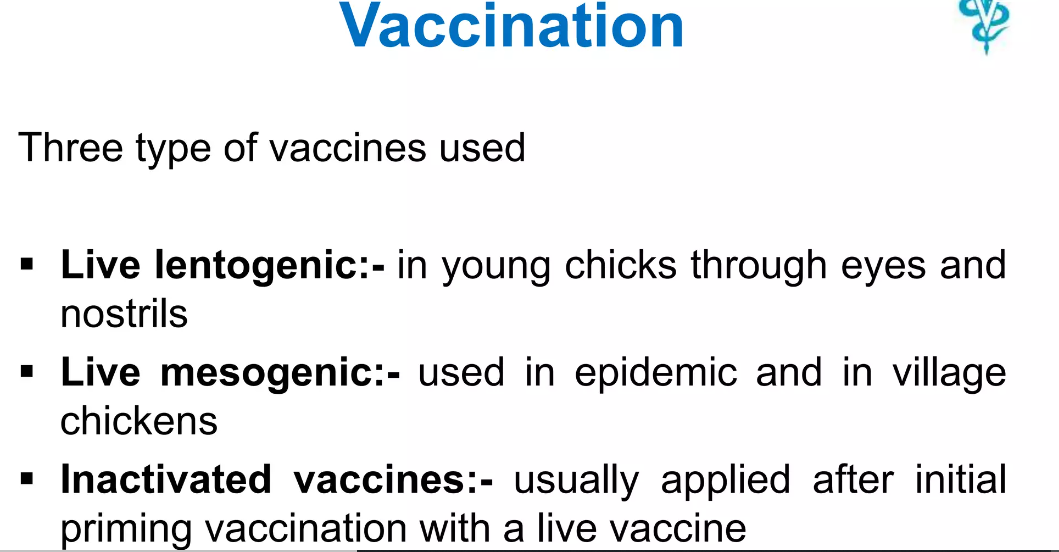 Vaccination
Three type of vaccines used
▪ Live lentogenic:- in young chicks through eyes and
nostrils
▪ Live mesogenic:- used in epidemic and in village
chickens
▪ Inactivated vaccines:- usually applied after initial
priming vaccination with a live vaccine